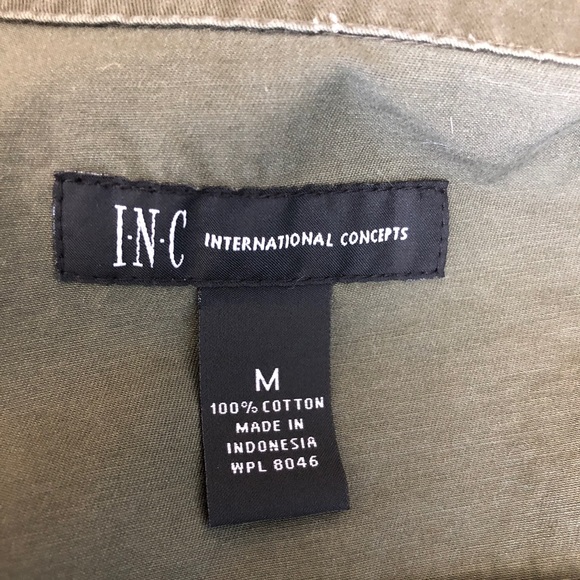 I·N·C INTERNATIONAL CONCEPTS
M
100% COTTON
MADE IN
INDONESIA
WPL 8046